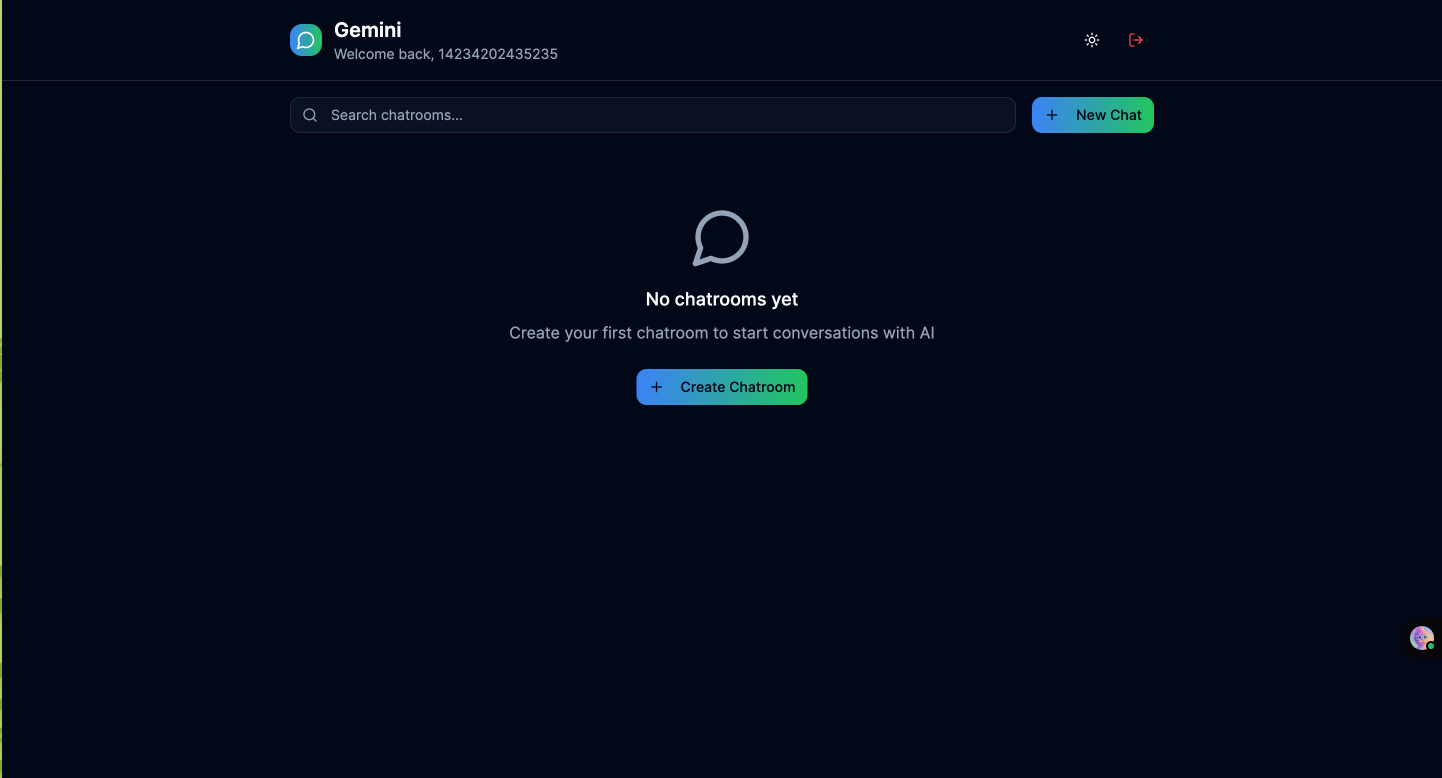 Gemini
Welcome back, 14234202435235
Search chatrooms...
New Chat
No chatrooms yet
Create your first chatroom to start conversations with AI
Create Chatroom